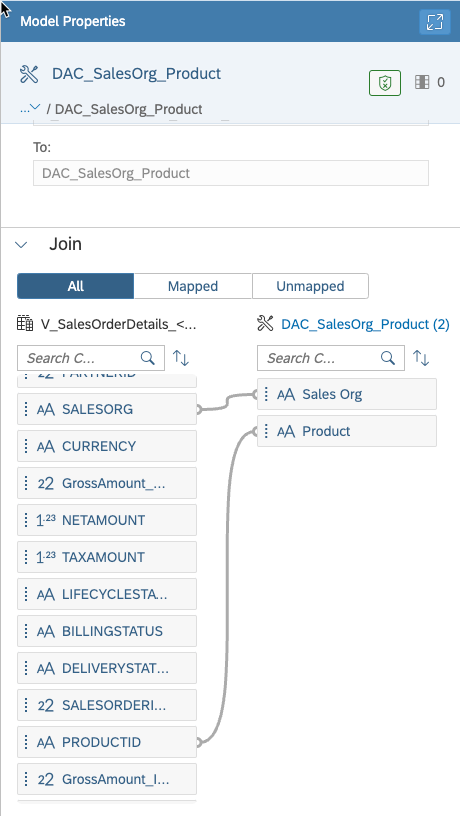 Model Properties
DAC_SalesOrg_Product
0
...
/ DAC_SalesOrg_Product
To:
DAC_SalesOrg_Product
Join
All
Mapped
Unmapped
V_SalesOrderDetails_<...
DAC_SalesOrg_Product (2)
Search C...
Search C...
22 PARTNERID
AA Sales Org
AA SALESORG
AA Product
AA CURRENCY
22 GrossAmount_...
1.23 NETAMOUNT
1.23 TAXAMOUNT
AA LIFECYCLESTA...
AA BILLINGSTATUS
AA DELIVERYSTAT...
22 SALESORDERI...
AA PRODUCTID
22 GrossAmount_I...